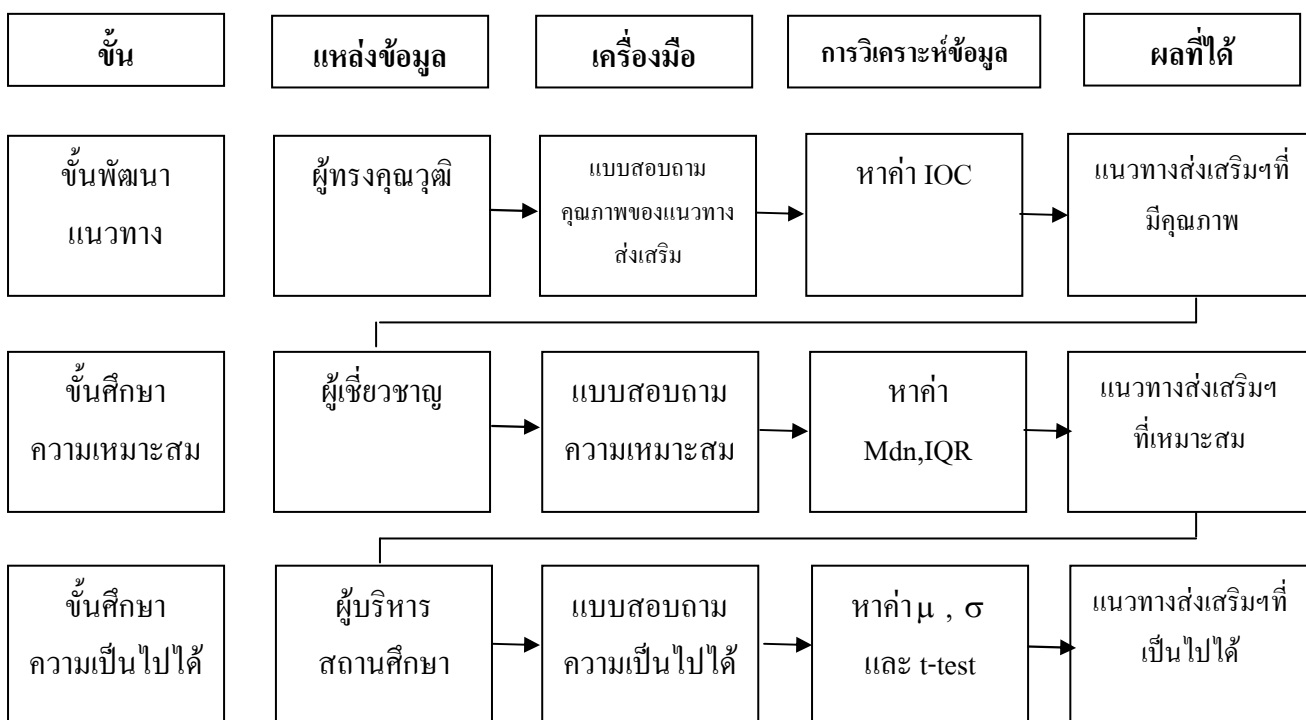 ขั้น
แหล่งข้อมูล
เครื่องมือ
การวิเคราะห์ข้อมูล
ผลที่ได้
ขั้นพัฒนา
แนวทาง
ผู้ทรงคุณวุฒิ
แบบสอบถาม
คุณภาพของแนวทาง
ส่งเสริม
หาค่า IOC
แนวทางส่งเสริมฯที่
มีคุณภาพ
ขั้นศึกษา
ความเหมาะสม
ผู้เชี่ยวชาญ
แบบสอบถาม
ความเหมาะสม
หาค่า
Mdn,IQR
แนวทางส่งเสริมฯ
ที่เหมาะสม
ขั้นศึกษา
ความเป็นไปได้
ผู้บริหาร
สถานศึกษา
แบบสอบถาม
ความเป็นไปได้
หาค่า μ , σ
และ t-test
แนวทางส่งเสริมฯที่
เป็นไปได้